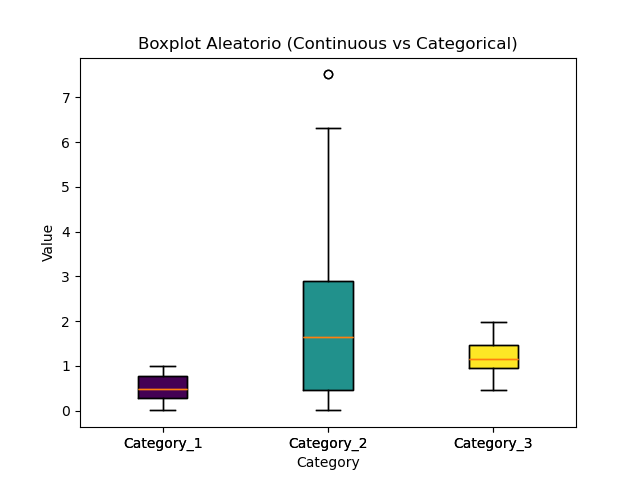 Boxplot Aleatorio (Continuous vs Categorical)
Value
7
6
5
4
3
2
1
0
Category_1 Category_2 Category_3
Category